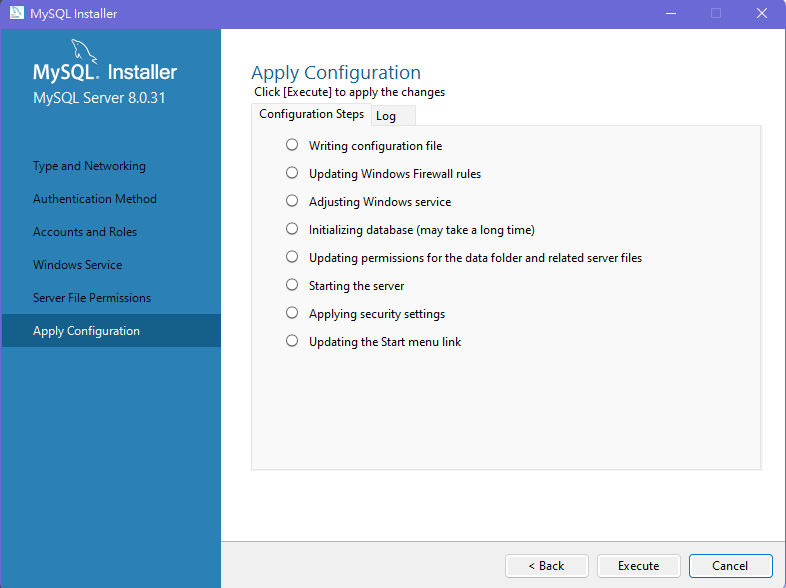 MySQL Installer
MySQL. Installer
MySQL Server 8.0.31
Type and Networking
Authentication Method
Accounts and Roles
Windows Service
Server File Permissions
Apply Configuration
Apply Configuration
Click [Execute] to apply the changes
Configuration Steps
Log
Writing configuration file
Updating Windows Firewall rules
Adjusting Windows service
Initializing database (may take a long time)
Updating permissions for the data folder and related server files
Starting the server
Applying security settings
Updating the Start menu link
< Back
Execute
Cancel